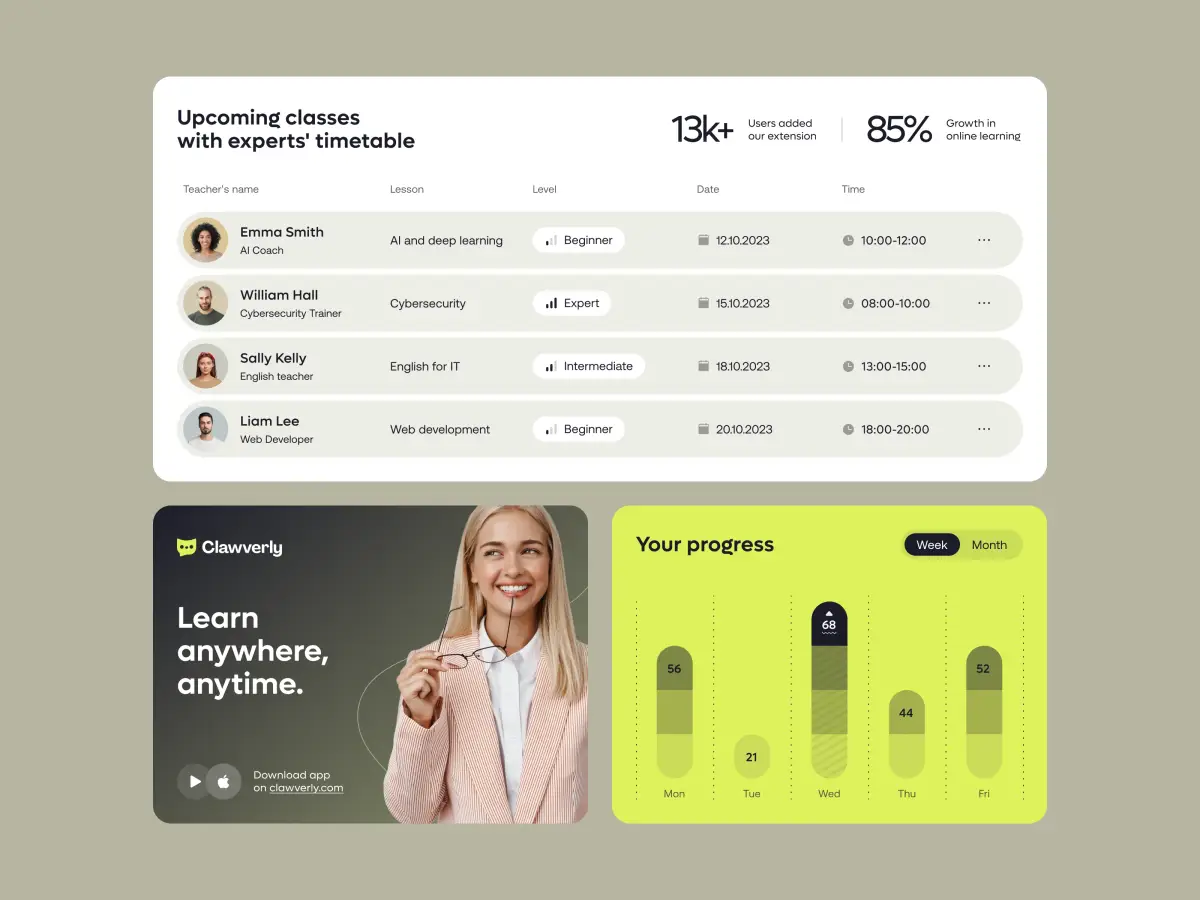 Upcoming classes
with experts' timetable
13k+
Users added
our extension
85%
Growth in
online learning
Teacher's name
Lesson
Level
Date
Time
Emma Smith
AI Coach
AI and deep learning
Beginner
12.10.2023
10:00-12:00
William Hall
Cybersecurity Trainer
Cybersecurity
Expert
15.10.2023
08:00-10:00
Sally Kelly
English teacher
English for IT
Intermediate
18.10.2023
13:00-15:00
Liam Lee
Web Developer
Web development
Beginner
20.10.2023
18:00-20:00
Clawverly
Learn
anywhere,
anytime.
Download app
on clawverly.com
Your progress
Week
Month
56
21
68
44
52
Mon
Tue
Wed
Thu
Fri